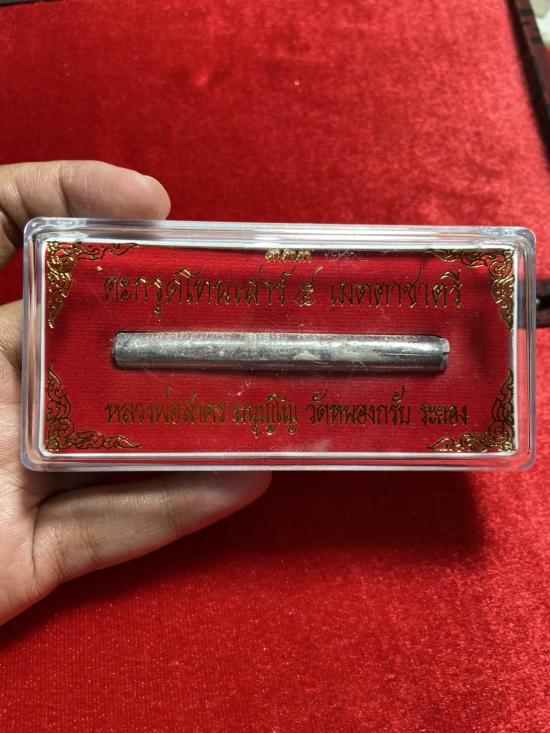 ตะกรุดโทนเสาร์ ๕ เมตตาชาตรี
หลวงพ่อสาคร มนุญฺโญ วัดหนองกรับ ระยอง